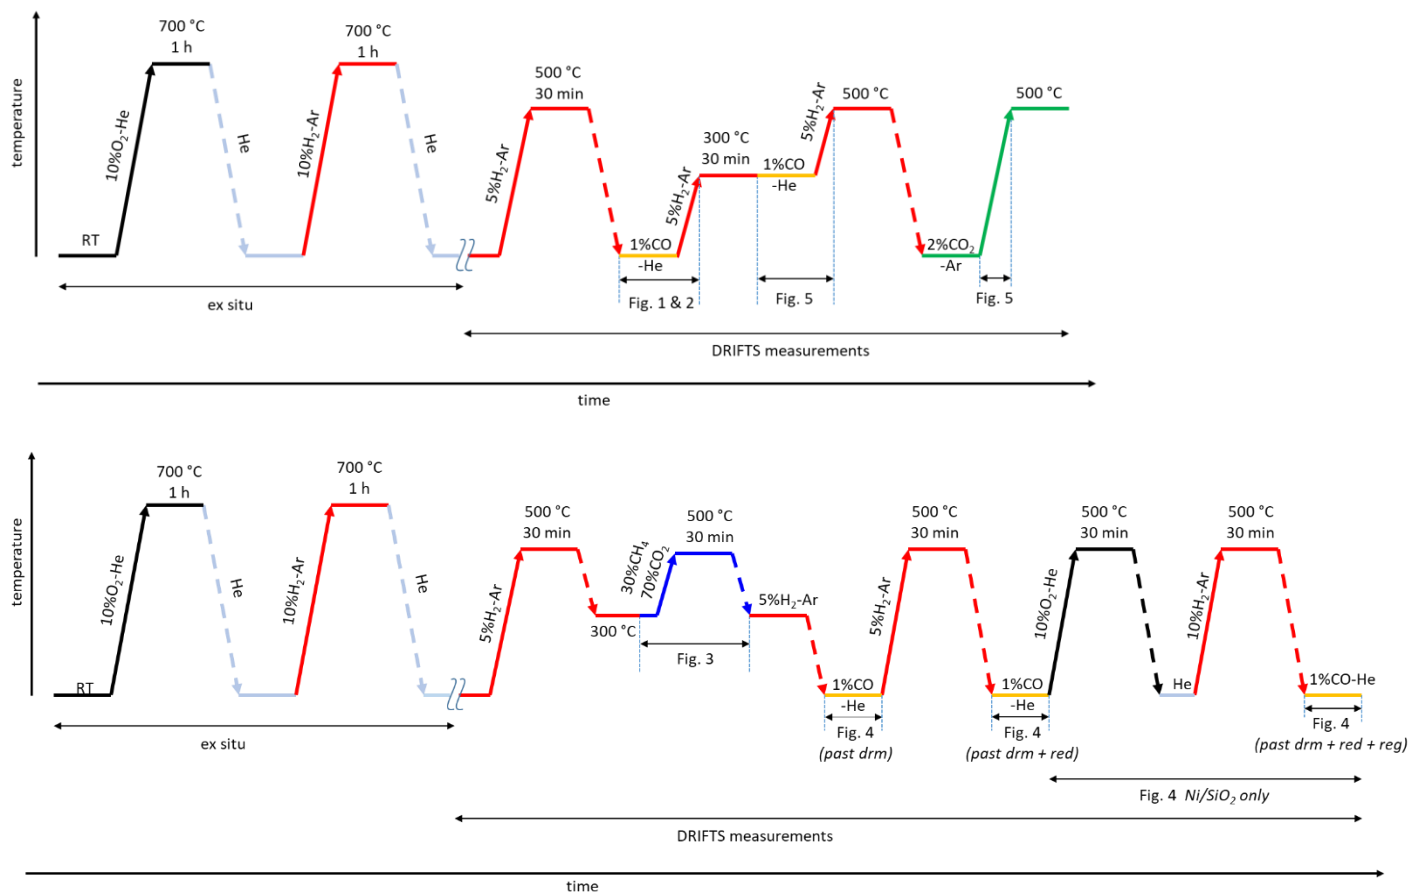 temperature
RT
10%O2-He
700 °C
1 h
He
10%H2-Ar
700 °C
1 h
He
5%H2-Ar
500 °C
30 min
1%CO
-He
5%H2-Ar
300 °C
30 min
1%CO
-He
5%H2-Ar
500 °C
2%CO2
-Ar
500 °C
ex situ
Fig. 1 & 2
Fig. 5
Fig. 5
DRIFTS measurements
time
temperature
RT
10%O2-He
700 °C
1 h
He
10%H2-Ar
700 °C
1 h
He
5%H2-Ar
500 °C
30 min
300 °C
30%CH4
70%CO2
500 °C
30 min
5%H2-Ar
1%CO
-He
5%H2-Ar
500 °C
30 min
1%CO
-He
10%O2-He
500 °C
30 min
He
10%H2-Ar
500 °C
30 min
1%CO-He
ex situ
Fig. 3
Fig. 4
(past drm)
Fig. 4
(past drm + red)
Fig. 4
(past drm + red + reg)
Fig. 4 Ni/SiO2 only
DRIFTS measurements
time